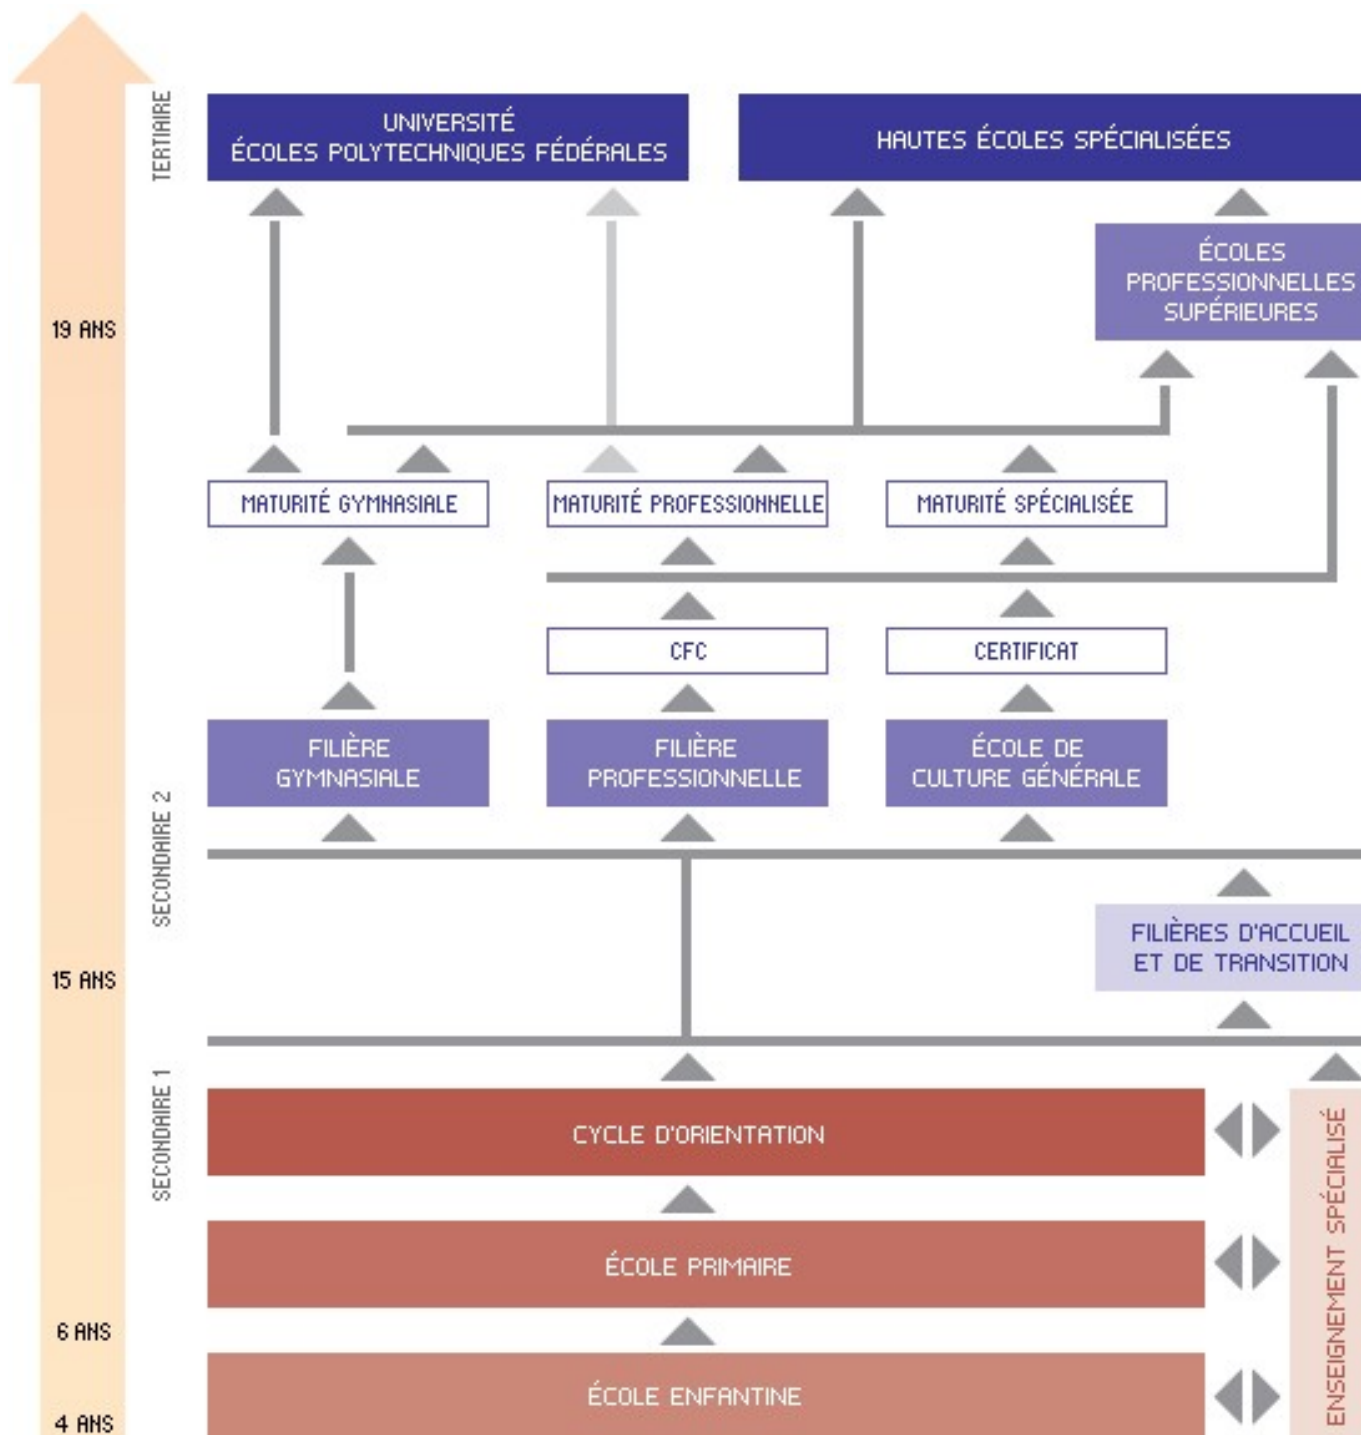 TERTIAIRE
UNIVERSITÉ
ÉCOLES POLYTECHNIQUES FÉDÉRALES
HAUTES ÉCOLES SPÉCIALISÉES
ÉCOLES
PROFESSIONNELLES
SUPÉRIEURES
19 ANS
MATURITÉ GYMNASIALE
MATURITÉ PROFESSIONNELLE
MATURITÉ SPÉCIALISÉE
CFC
CERTIFICAT
FILIÈRE
GYMNASIALE
FILIÈRE
PROFESSIONNELLE
ÉCOLE DE
CULTURE GÉNÉRALE
SECONDAIRE 2
FILIÈRES D'ACCUEIL
ET DE TRANSITION
15 ANS
SECONDAIRE 1
CYCLE D'ORIENTATION
ENSEIGNEMENT SPÉCIALISÉ
ÉCOLE PRIMAIRE
6 ANS
ÉCOLE ENFANTINE
4 ANS